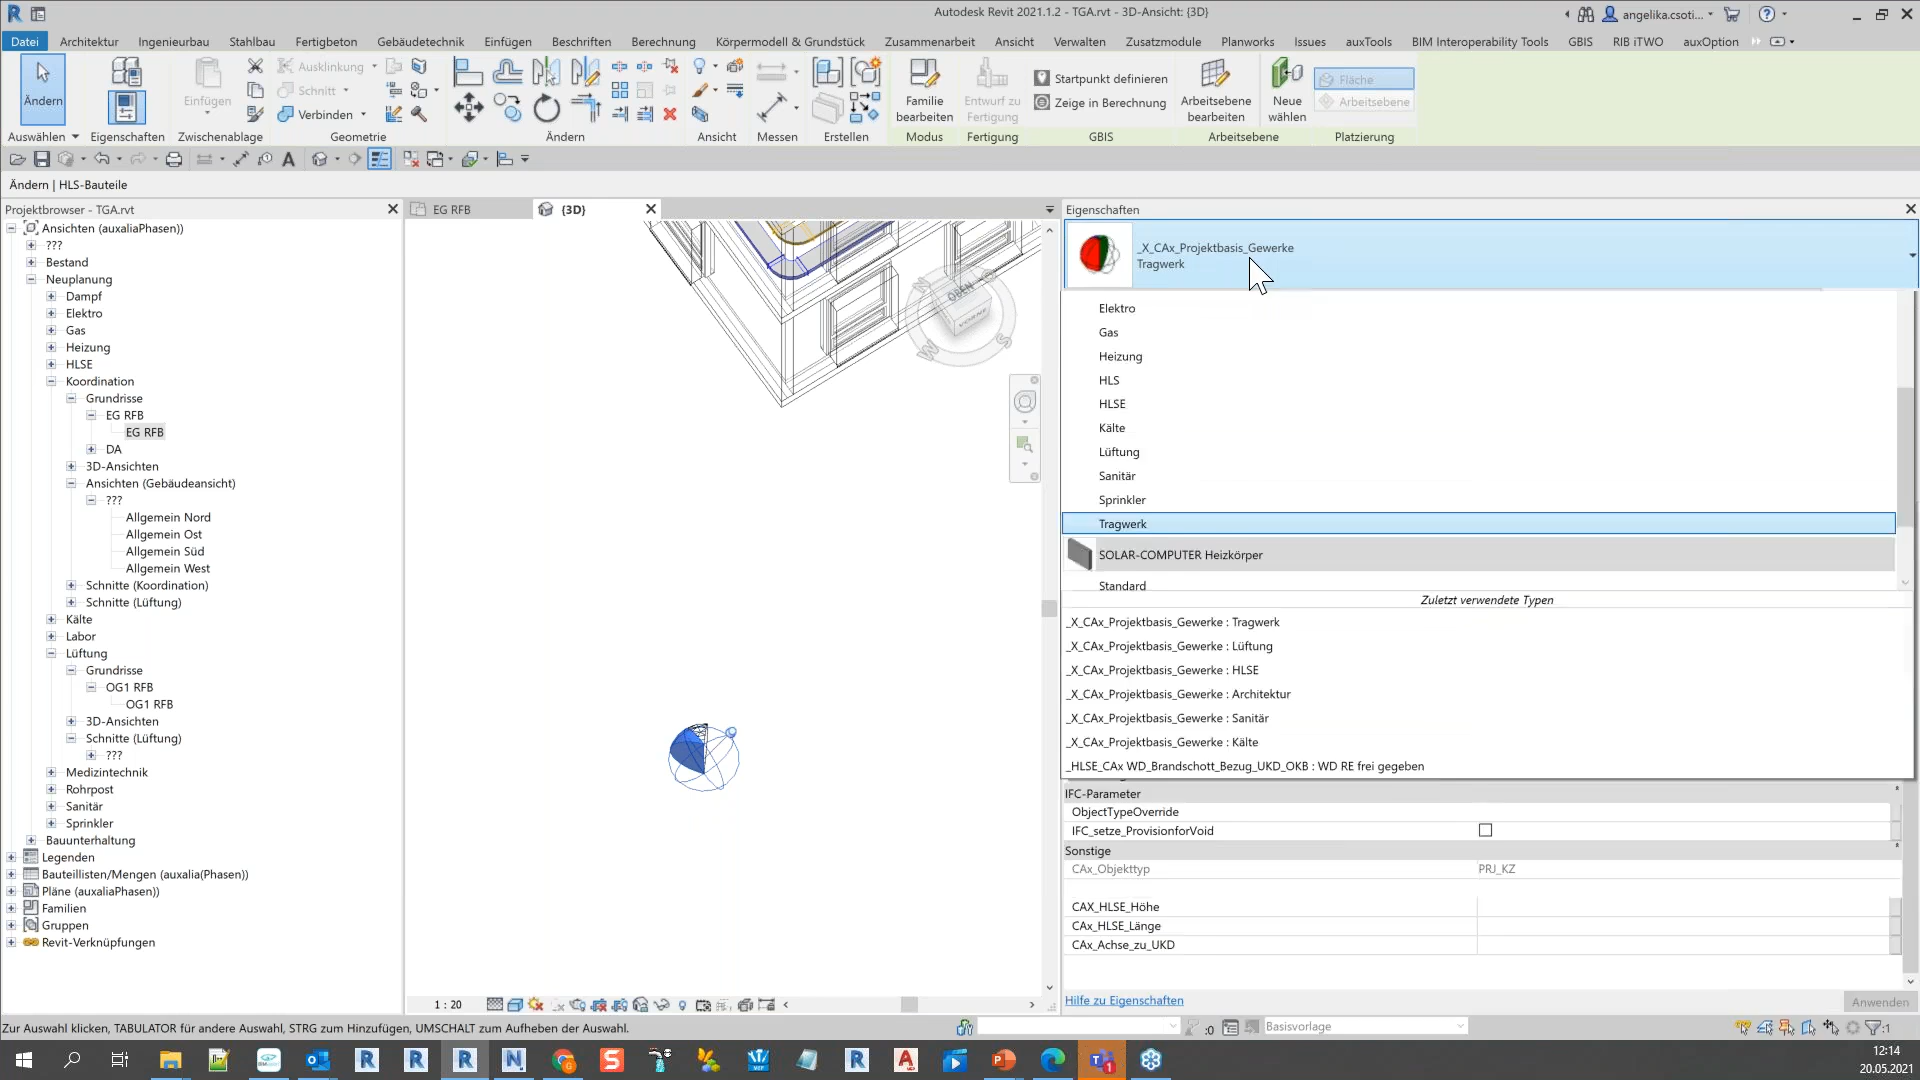 Autodesk Revit 2021.1.2 - TGA.rvt - 3D-Ansicht: {3D}
angelika.csoti...
Datei Architektur Ingenieurbau Stahlbau Fertigbeton Gebäudetechnik Einfügen Beschriften Berechnung Körpermodell & Grundstück Zusammenarbeit Ansicht Verwalten Zusatzmodule Planworks Issues auxTools BIM Interoperability Tools GBIS RIB iTWO auxOption
Ändern
Einfügen
Ausklinkung
Schnitt
Verbinden
Familie bearbeiten
Entwurf zu Fertigung
Startpunkt definieren
Zeige in Berechnung
Arbeitsebene bearbeiten
Neue wählen
Fläche
Arbeitsebene
Auswählen Eigenschaften Zwischenablage Geometrie Ändern Ansicht Messen Erstellen Modus Fertigung GBIS Arbeitsebene Platzierung
Ändern | HLS-Bauteile
Projektbrowser - TGA.rvt
Ansichten (auxaliaPhasen))
???
Bestand
Neuplanung
Dampf
Elektro
Gas
Heizung
HLSE
Koordination
Grundrisse
EG RFB
EG RFB
DA
3D-Ansichten
Ansichten (Gebäudeansicht)
???
Allgemein Nord
Allgemein Ost
Allgemein Süd
Allgemein West
Schnitte (Koordination)
Schnitte (Lüftung)
Kälte
Labor
Lüftung
Grundrisse
OG1 RFB
OG1 RFB
3D-Ansichten
Schnitte (Lüftung)
???
Medizintechnik
Rohrpost
Sanitär
Sprinkler
Bauunterhaltung
Legenden
Bauteillisten/Mengen (auxalia(Phasen))
Pläne (auxaliaPhasen))
Familien
Gruppen
Revit-Verknüpfungen
EG RFB
{3D}
OBEN
VORNE
W
S
1 : 20
Eigenschaften
_X_CAx_Projektbasis_Gewerke
Tragwerk
Elektro
Gas
Heizung
HLS
HLSE
Kälte
Lüftung
Sanitär
Sprinkler
Tragwerk
SOLAR-COMPUTER Heizkörper
Standard
Zuletzt verwendete Typen
_X_CAx_Projektbasis_Gewerke : Tragwerk
_X_CAx_Projektbasis_Gewerke : Lüftung
_X_CAx_Projektbasis_Gewerke : HLSE
_X_CAx_Projektbasis_Gewerke : Architektur
_X_CAx_Projektbasis_Gewerke : Sanitär
_X_CAx_Projektbasis_Gewerke : Kälte
_HLSE_CAx WD_Brandschott_Bezug_UKD_OKB : WD RE frei gegeben
IFC-Parameter
ObjectTypeOverride
IFC_setze_ProvisionforVoid
Sonstige
CAx_Objekttyp PRJ_KZ
CAX_HLSE_Höhe
CAx_HLSE_Länge
CAx_Achse_zu_UKD
Hilfe zu Eigenschaften
Anwenden
Zur Auswahl klicken, TABULATOR für andere Auswahl, STRG zum Hinzufügen, UMSCHALT zum Aufheben der Auswahl.
:0
Basisvorlage
:1
12:14
20.05.2021